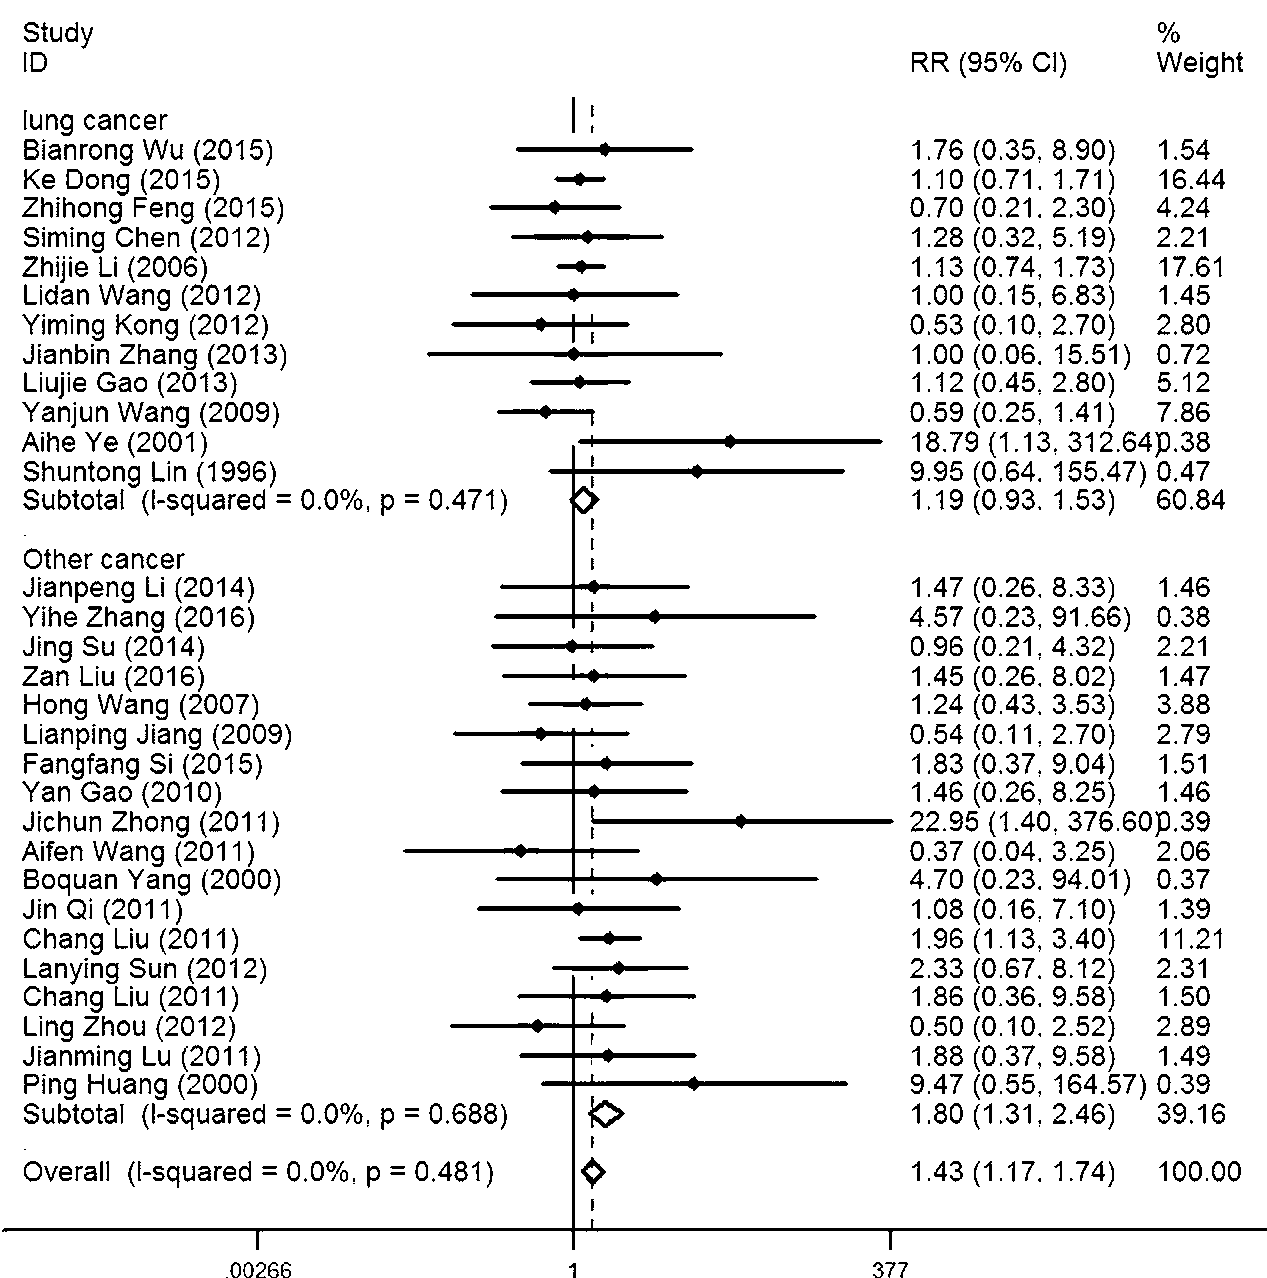 Study %
ID RR (95% CI) Weight
lung cancer
Bianrong Wu (2015) 1.76 (0.35, 8.90) 1.54
Ke Dong (2015) 1.10 (0.71, 1.71) 16.44
Zhihong Feng (2015) 0.70 (0.21, 2.30) 4.24
Siming Chen (2012) 1.28 (0.32, 5.19) 2.21
Zhijie Li (2006) 1.13 (0.74, 1.73) 17.61
Lidan Wang (2012) 1.00 (0.15, 6.83) 1.45
Yiming Kong (2012) 0.53 (0.10, 2.70) 2.80
Jianbin Zhang (2013) 1.00 (0.06, 15.51) 0.72
Liujie Gao (2013) 1.12 (0.45, 2.80) 5.12
Yanjun Wang (2009) 0.59 (0.25, 1.41) 7.86
Aihe Ye (2001) 18.79 (1.13, 312.64) 0.38
Shuntong Lin (1996) 9.95 (0.64, 155.47) 0.47
Subtotal (I-squared = 0.0%, p = 0.471) 1.19 (0.93, 1.53) 60.84
.
Other cancer
Jianpeng Li (2014) 1.47 (0.26, 8.33) 1.46
Yihe Zhang (2016) 4.57 (0.23, 91.66) 0.38
Jing Su (2014) 0.96 (0.21, 4.32) 2.21
Zan Liu (2016) 1.45 (0.26, 8.02) 1.47
Hong Wang (2007) 1.24 (0.43, 3.53) 3.88
Lianping Jiang (2009) 0.54 (0.11, 2.70) 2.79
Fangfang Si (2015) 1.83 (0.37, 9.04) 1.51
Yan Gao (2010) 1.46 (0.26, 8.25) 1.46
Jichun Zhong (2011) 22.95 (1.40, 376.60) 0.39
Aifen Wang (2011) 0.37 (0.04, 3.25) 2.06
Boquan Yang (2000) 4.70 (0.23, 94.01) 0.37
Jin Qi (2011) 1.08 (0.16, 7.10) 1.39
Chang Liu (2011) 1.96 (1.13, 3.40) 11.21
Lanying Sun (2012) 2.33 (0.67, 8.12) 2.31
Chang Liu (2011) 1.86 (0.36, 9.58) 1.50
Ling Zhou (2012) 0.50 (0.10, 2.52) 2.89
Jianming Lu (2011) 1.88 (0.37, 9.58) 1.49
Ping Huang (2000) 9.47 (0.55, 164.57) 0.39
Subtotal (I-squared = 0.0%, p = 0.688) 1.80 (1.31, 2.46) 39.16
.
Overall (I-squared = 0.0%, p = 0.481) 1.43 (1.17, 1.74) 100.00
.00266 1 377